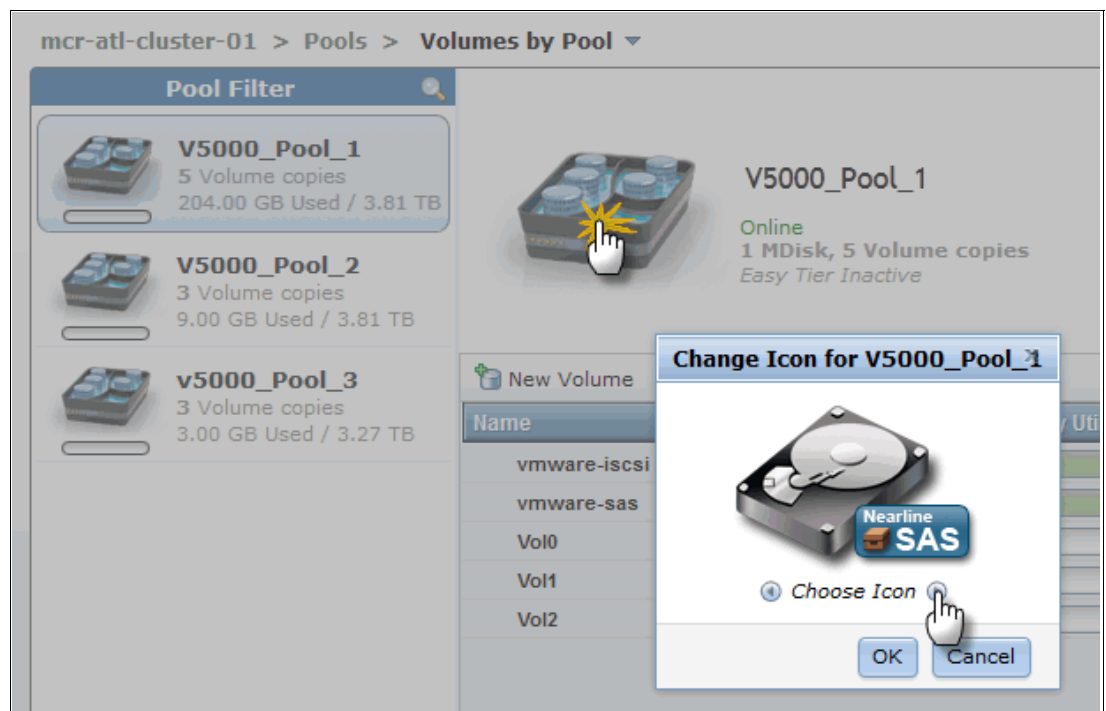 mcr-atl-cluster-01 > Pools > Volumes by Pool
Pool Filter
V5000_Pool_1
5 Volume copies
204.00 GB Used / 3.81 TB
V5000_Pool_2
3 Volume copies
9.00 GB Used / 3.81 TB
v5000_Pool_3
3 Volume copies
3.00 GB Used / 3.27 TB
V5000_Pool_1
Online
1 MDisk, 5 Volume copies
Easy Tier Inactive
New Volume
Name
y Uti
vmware-iscsi
vmware-sas
Vol0
Vol1
Vol2
Change Icon for V5000_Pool_1
Nearline
SAS
Choose Icon
OK
Cancel